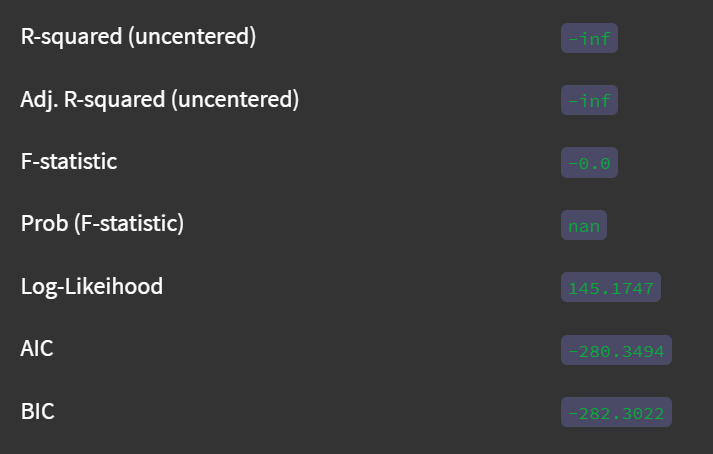 R-squared (uncentered) -inf
Adj. R-squared (uncentered) -inf
F-statistic -0.0
Prob (F-statistic) nan
Log-Likeihood 145.1747
AIC -280.3494
BIC -282.3022